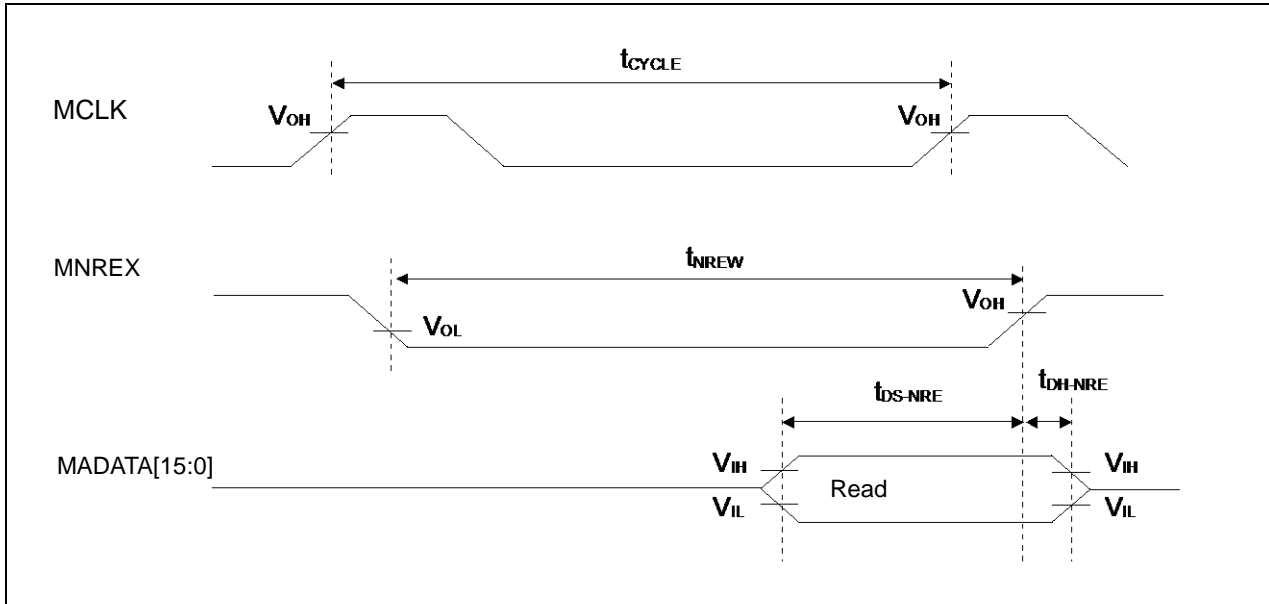 tCYCLE
MCLK
VOH VOH
MNREX
tNREW
VOH
VOL
tDS-NRE tDH-NRE
MADATA[15:0]
VIH VIH
Read
VIL VIL